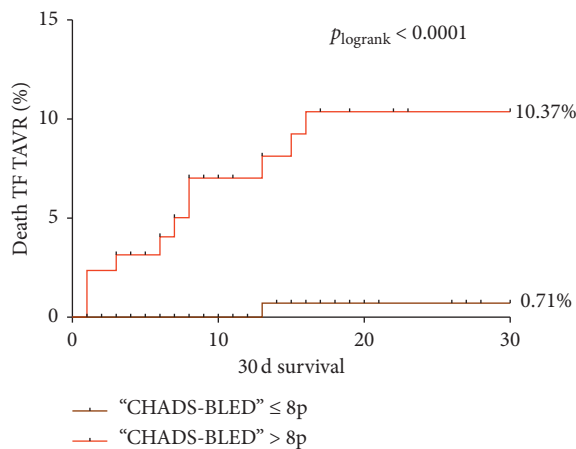 p logrank < 0.0001
15
10
5
0
Death TF TAVR (%)
10.37%
0.71%
0
10
20
30
30 d survival
“CHADS-BLED” ≤ 8p
“CHADS-BLED” > 8p